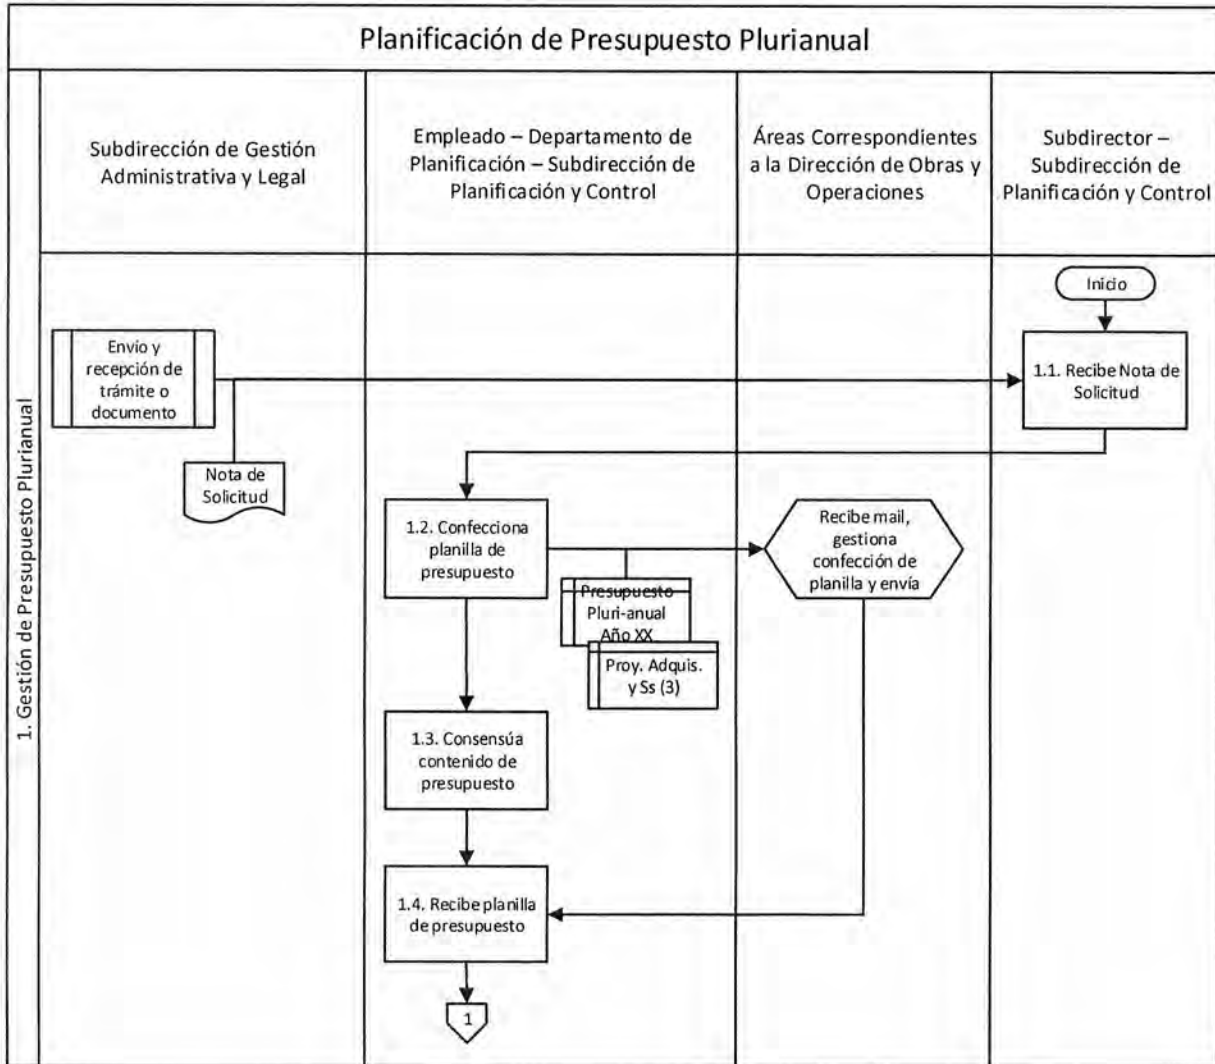 Planificación de Presupuesto Plurianual
Subdirección de Gestión
Administrativa y Legal
Empleado – Departamento de
Planificación – Subdirección de
Planificación y Control
Áreas Correspondientes
a la Dirección de Obras y
Operaciones
Subdirector –
Subdirección de
Planificación y Control
1. Gestión de Presupuesto Plurianual
Inicio
Envío y
recepción de
trámite o
documento
1.1. Recibe Nota de
Solicitud
Nota de
Solicitud
1.2. Confecciona
planilla de
presupuesto
Recibe mail,
gestiona
confección de
planilla y envía
Presupuesto
Pluri-anual
Año XX
Proy. Adquis.
y Ss (3)
1.3. Consensúa
contenido de
presupuesto
1.4. Recibe planilla
de presupuesto
1